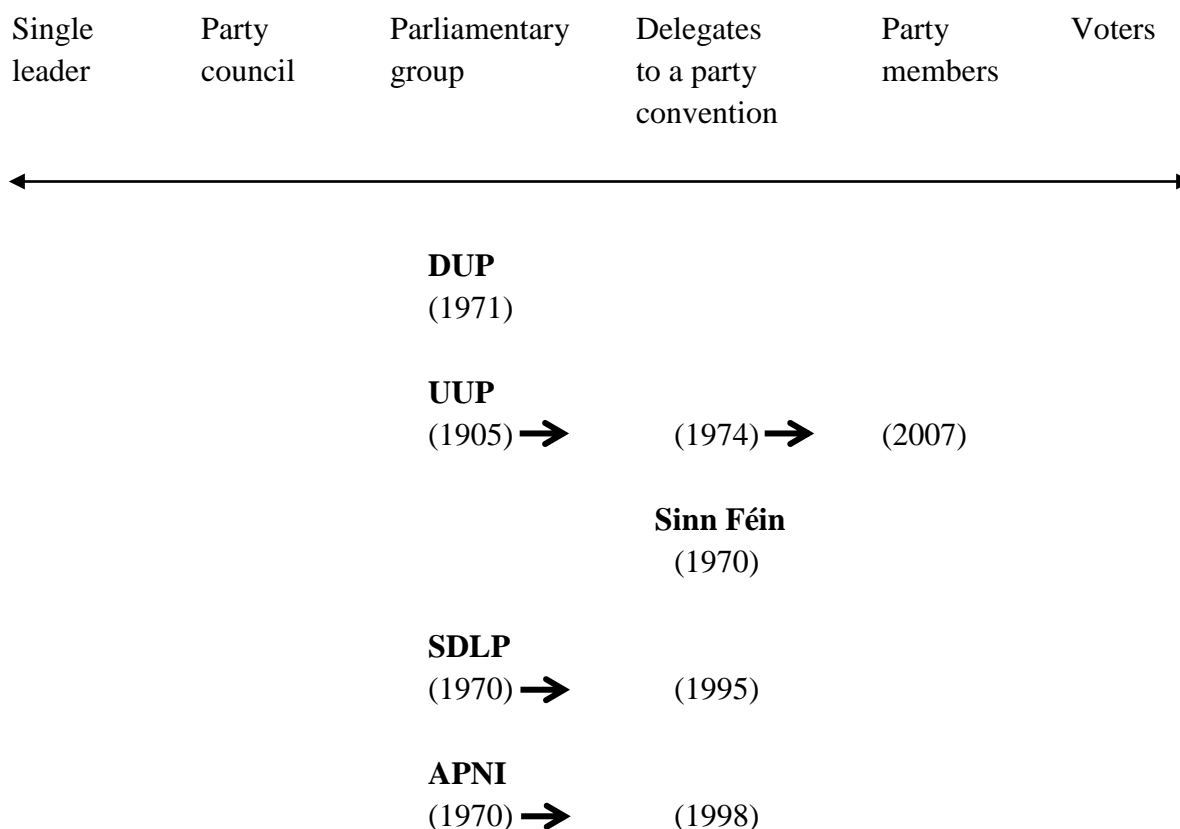 Single Party Parliamentary Delegates Party Voters
leader council group to a party members
convention
DUP
(1971)
UUP
(1905) (1974) (2007)
Sinn Féin
(1970)
SDLP
(1970) (1995)
APNI
(1970) (1998)